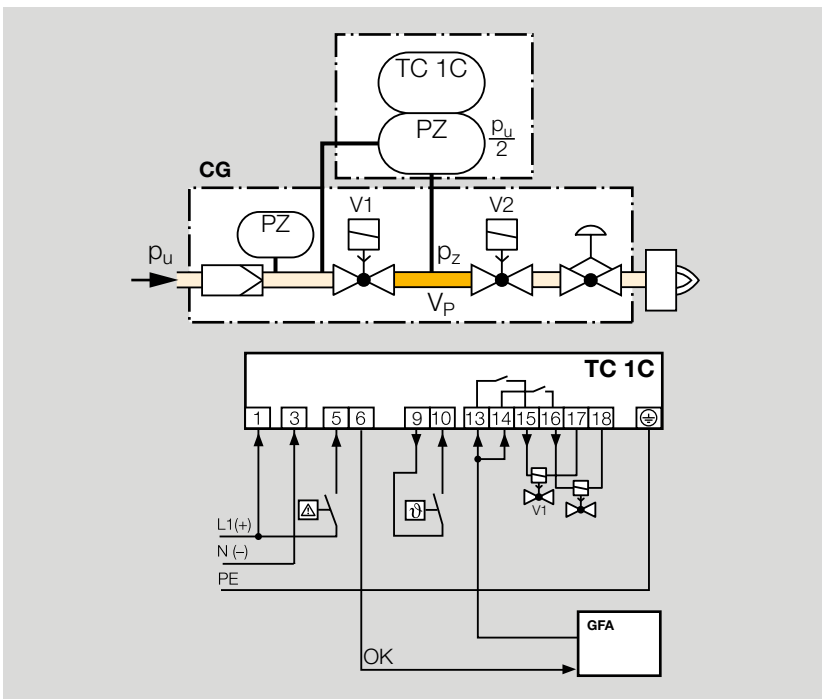 TC 1C
PZ
pu
2
CG
PZ
V1
V2
pu
pz
VP
TC 1C
1 3 5 6 9 10 13 14 15 16 17 18
⚠
ϑ
V1
L1(+)
N (–)
PE
GFA
OK